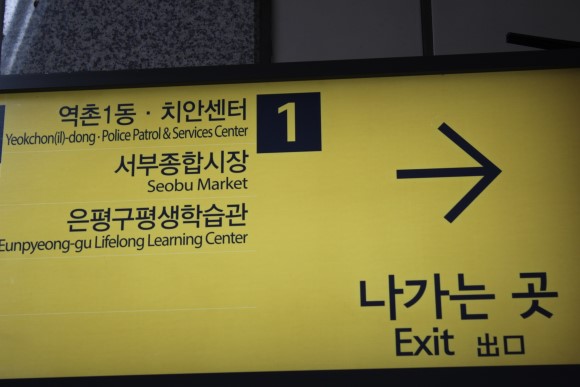 역촌1동 · 치안센터
Yeokchon(il)-dong · Police Patrol & Services Center
1
서부종합시장
Seobu Market
은평구평생학습관
Eunpyeong-gu Lifelong Learning Center
나가는 곳
Exit 出口